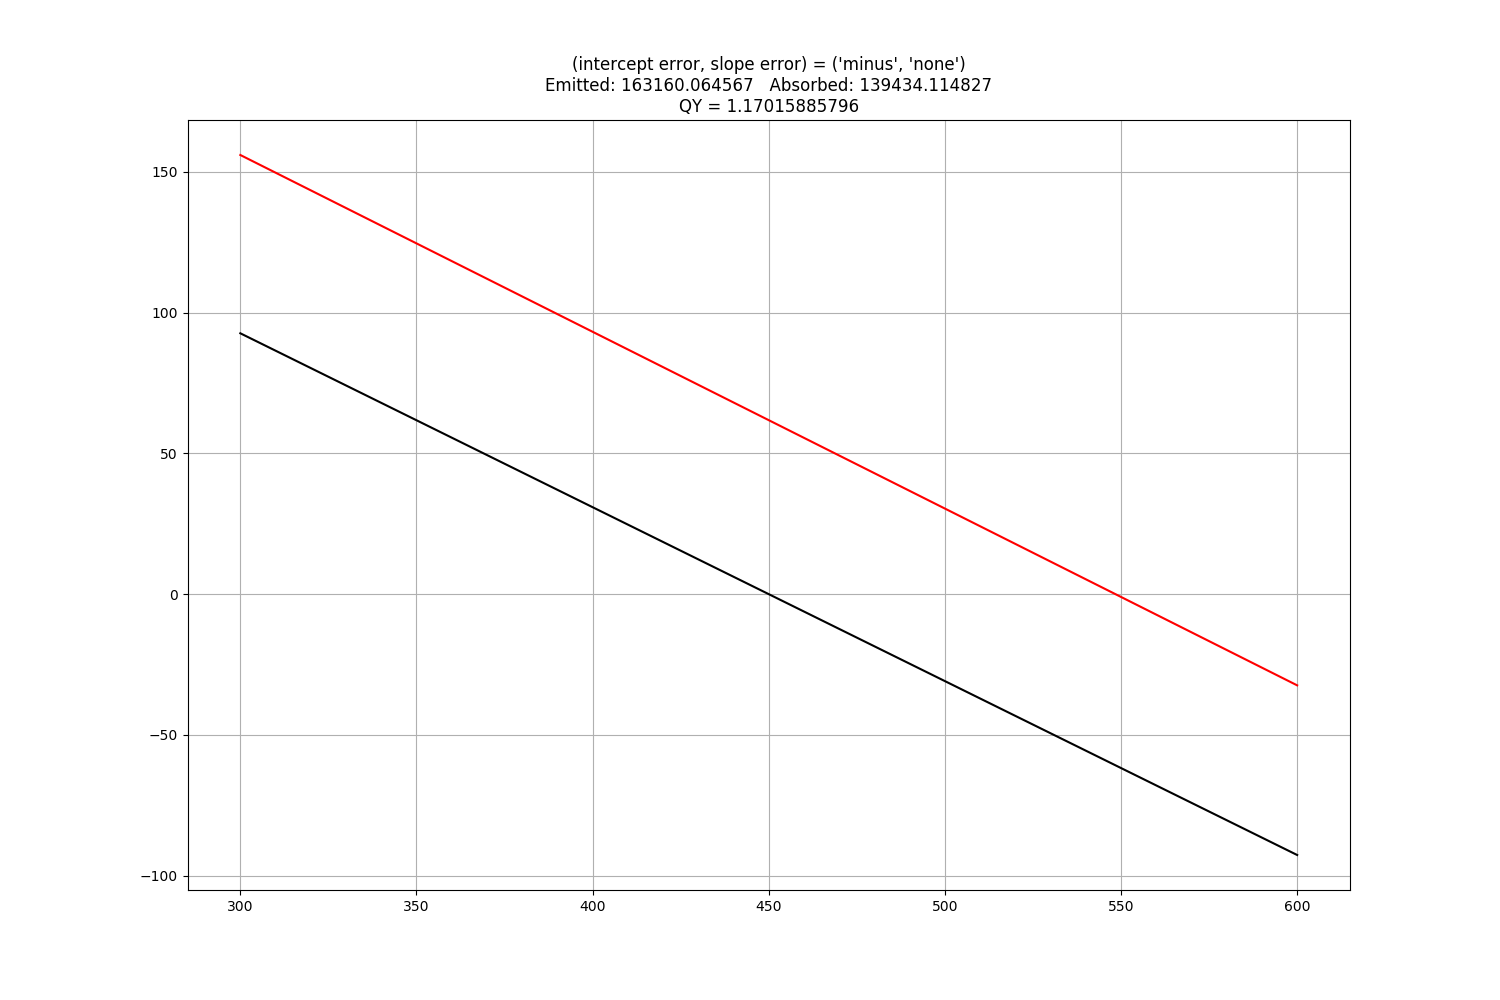 (intercept error, slope error) = ('minus', 'none')
Emitted: 163160.064567   Absorbed: 139434.114827
QY = 1.17015885796
150
100
50
0
−50
−100
300 350 400 450 500 550 600